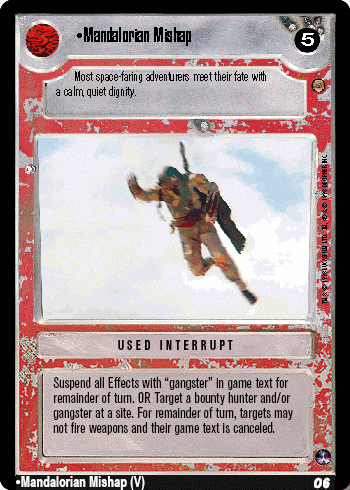 •Mandalorian Mishap
5
Most space-faring adventurers meet their fate with
a calm, quiet dignity.
USED INTERRUPT
Suspend all Effects with “gangster” in game text for
remainder of turn. OR Target a bounty hunter and/or
gangster at a site. For remainder of turn, targets may
not fire weapons and their game text is canceled.
•Mandalorian Mishap (V)
06